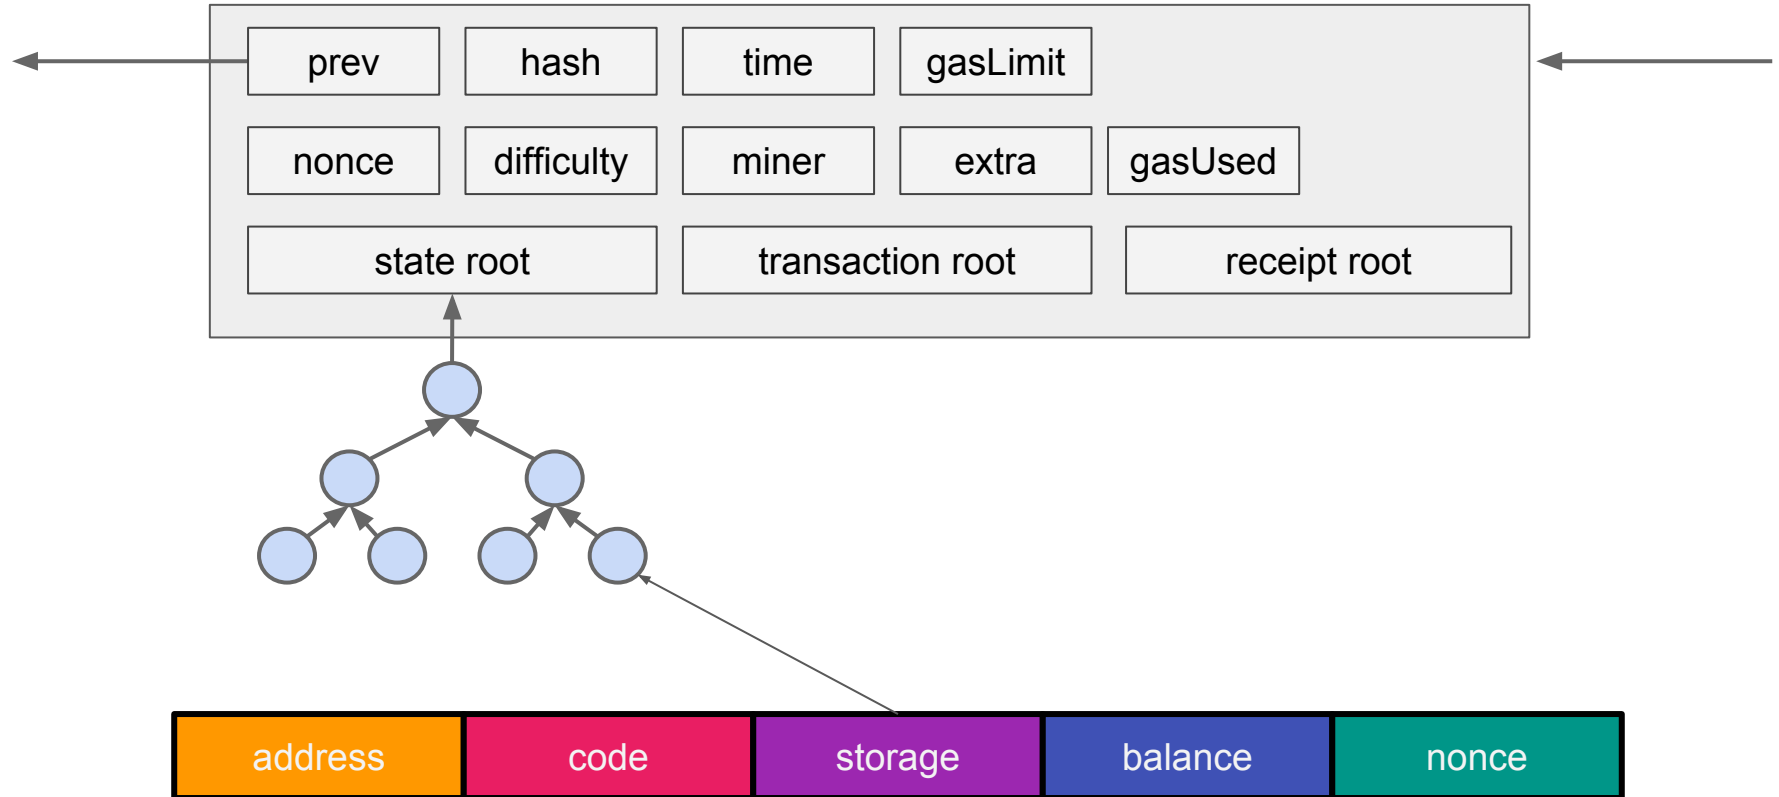 prev hash time gasLimit
nonce difficulty miner extra gasUsed
state root transaction root receipt root
address code storage balance nonce